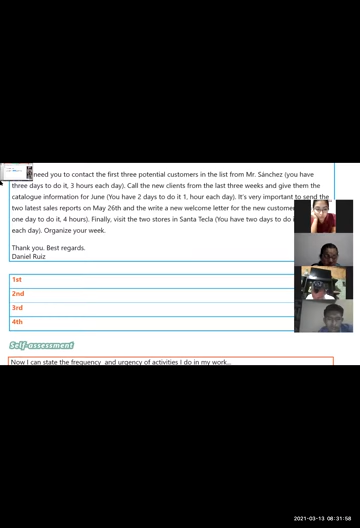 need you to contact the first three potential customers in the list from Mr. Sánchez (you have
three days to do it, 3 hours each day). Call the new clients from the last three weeks and give them the
catalogue information for June (You have 2 days to do it 1, hour each day). It's very important to send the
two latest sales reports on May 26th and the write a new welcome letter for the new custome
one day to do it, 4 hours). Finally, visit the two stores in Santa Tecla (You have two days to do i
each day). Organize your week.
Thank you. Best regards.
Daniel Ruiz
1st
2nd
3rd
4th
Self-assessment
Now I can state the frequency and urgency of activities I do in my work...
2021-03-13 08:31:58